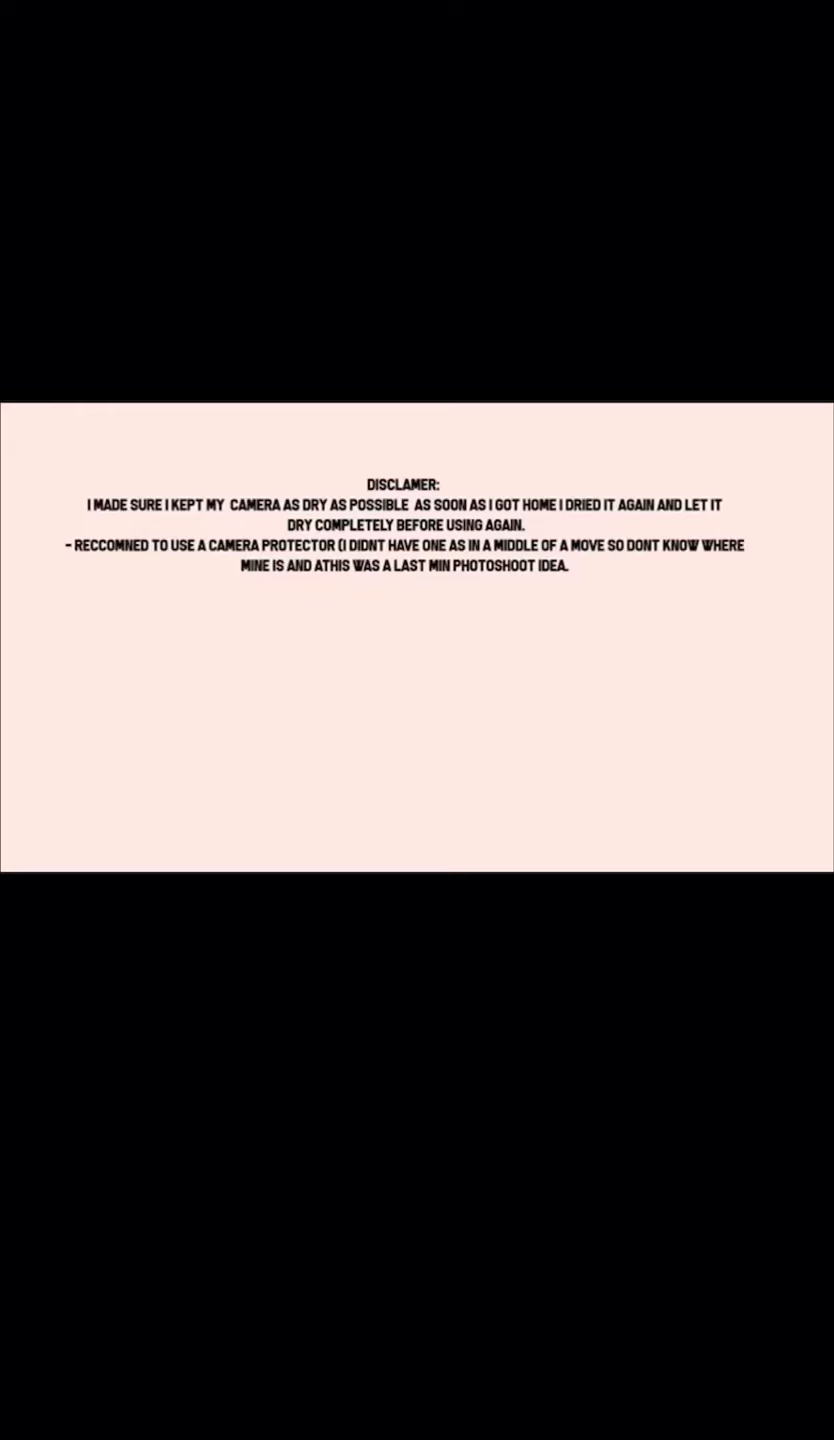 DISCLAMER:
I MADE SURE I KEPT MY CAMERA AS DRY AS POSSIBLE AS SOON AS I GOT HOME I DRIED IT AGAIN AND LET IT
DRY COMPLETELY BEFORE USING AGAIN.
- RECCOMNED TO USE A CAMERA PROTECTOR (I DIDNT HAVE ONE AS IN A MIDDLE OF A MOVE SO DONT KNOW WHERE
MINE IS AND ATHIS WAS A LAST MIN PHOTOSHOOT IDEA.